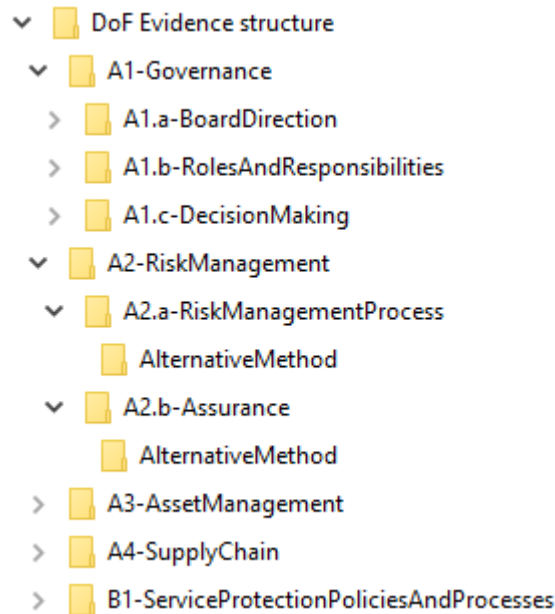 DoF Evidence structure
A1-Governance
A1.a-BoardDirection
A1.b-RolesAndResponsibilities
A1.c-DecisionMaking
A2-RiskManagement
A2.a-RiskManagementProcess
AlternativeMethod
A2.b-Assurance
AlternativeMethod
A3-AssetManagement
A4-SupplyChain
B1-ServiceProtectionPoliciesAndProcesses